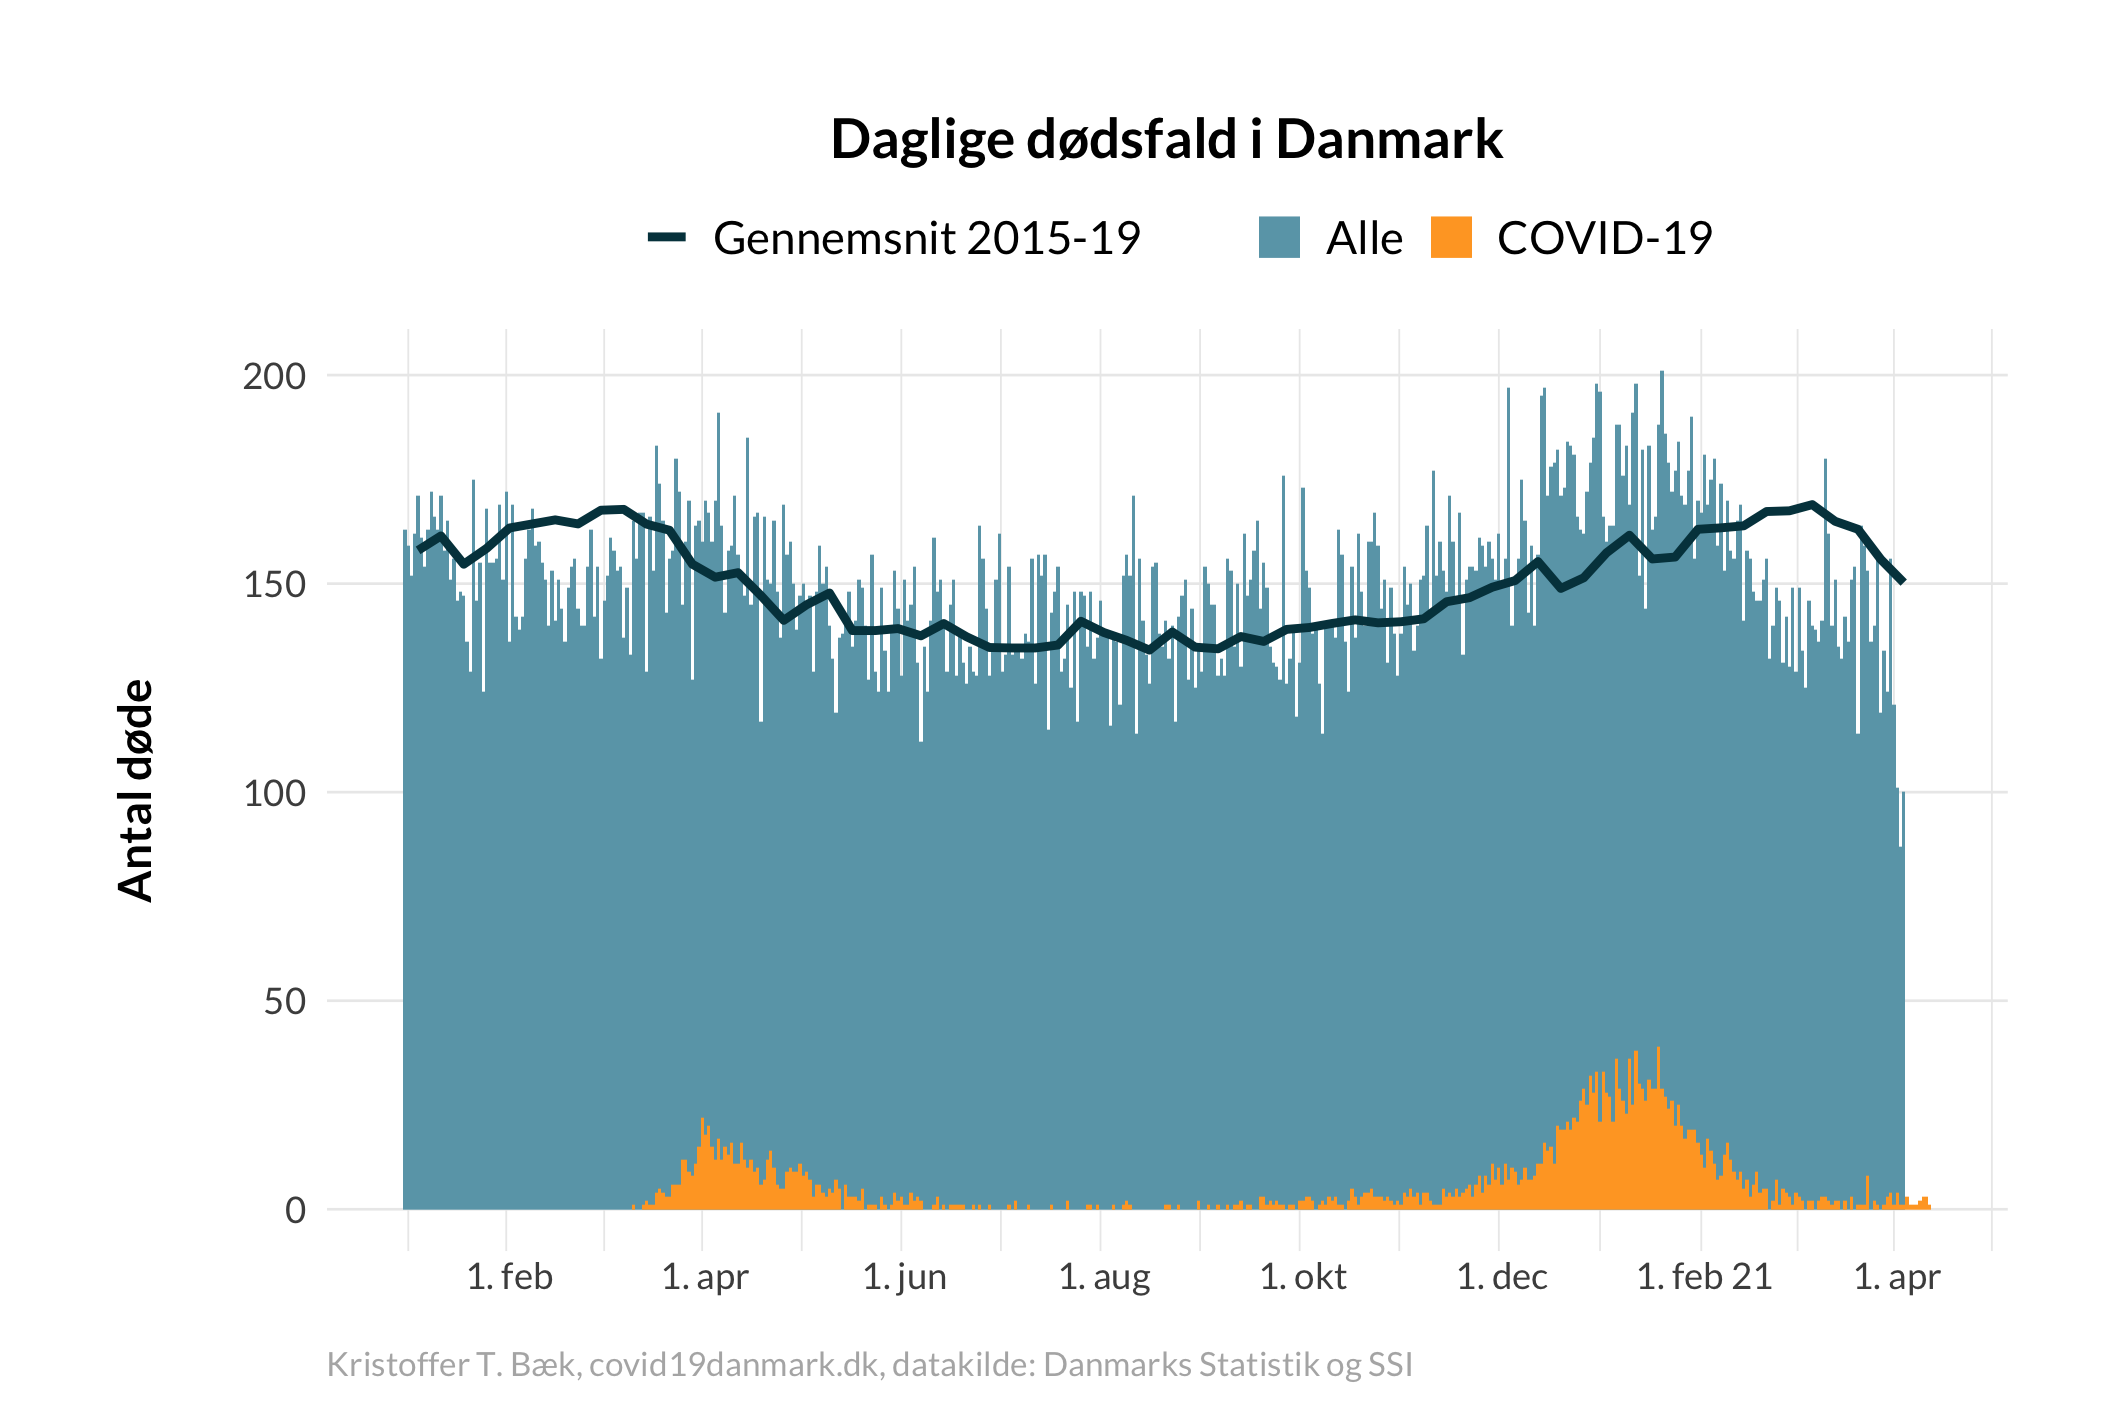 Daglige dødsfald i Danmark
Gennemsnit 2015-19 Alle COVID-19
Antal døde
200
150
100
50
0
1. feb 1. apr 1. jun 1. aug 1. okt 1. dec 1. feb 21 1. apr
Kristoffer T. Bæk, covid19danmark.dk, datakilde: Danmarks Statistik og SSI